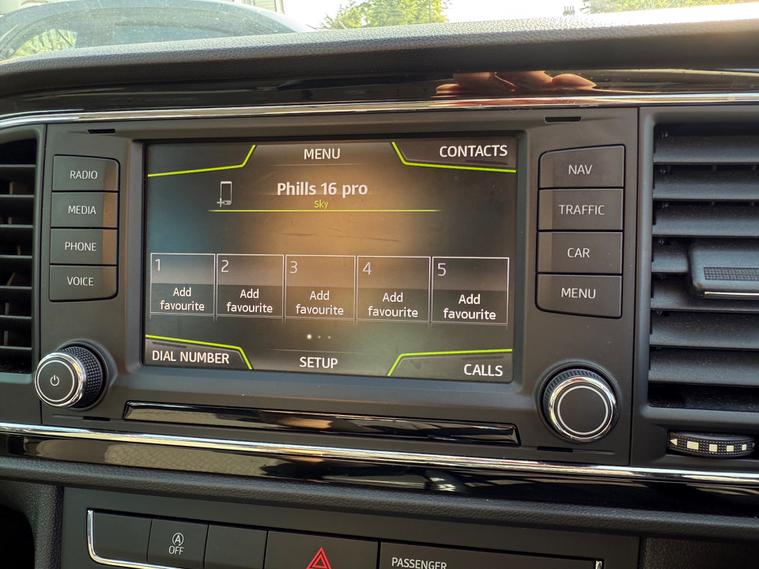 RADIO
MEDIA
PHONE
VOICE
MENU
CONTACTS
Phills 16 pro
Sky
1
Add
favourite
2
Add
favourite
3
Add
favourite
4
Add
favourite
5
Add
favourite
DIAL NUMBER
SETUP
CALLS
NAV
TRAFFIC
CAR
MENU
A
OFF
PASSENGER